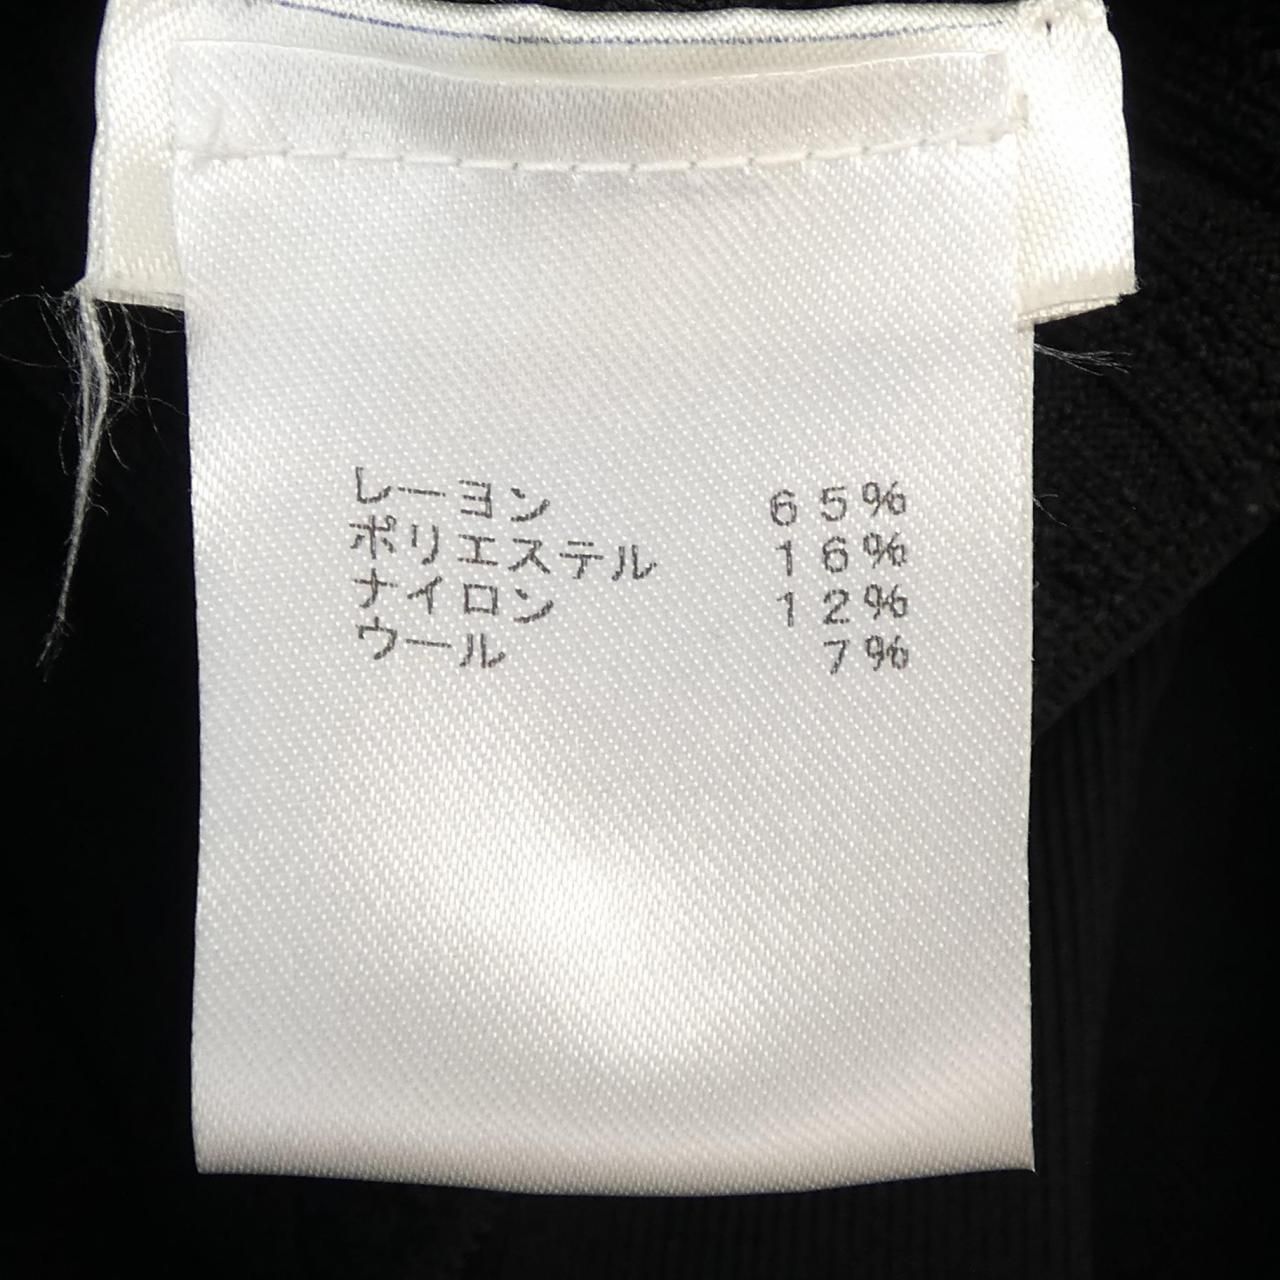 レーヨン 65%
ポリエステル 16%
ナイロン 12%
ウール 7%